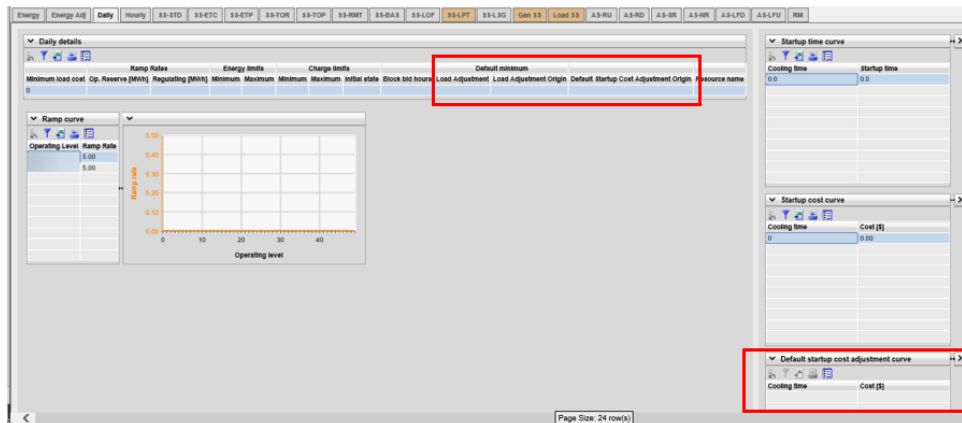 Energy Energy Adj Daily Hourly SS-STD SS-ETC SS-ETP SS-TOR SS-TOP SS-RMT SS-BAS SS-LOF SS-LPT SS-LSG Gen SS Load SS AS-RU AS-RD AS-SR AS-NR AS-LFD AS-LFU RM
Daily details
Ramp Rates Energy limits Charge limits Default minimum
Minimum load cost Op. Reserve [MWh] Regulating [MWh] Minimum Maximum Minimum Maximum Initial state Block bid hours Load Adjustment Load Adjustment Origin Default Startup Cost Adjustment Origin Resource name
0
Ramp curve
Operating Level Ramp Rate
5.00
5.00
Ramp rate
5.50
5.40
5.30
5.20
5.10
5.00
0 10 20 30 40
Operating level
Startup time curve
Cooling time Startup time
0.0 0.0
Startup cost curve
Cooling time Cost [$]
0 0.00
Default startup cost adjustment curve
Cooling time Cost [$]
Page Size: 24 row(s)